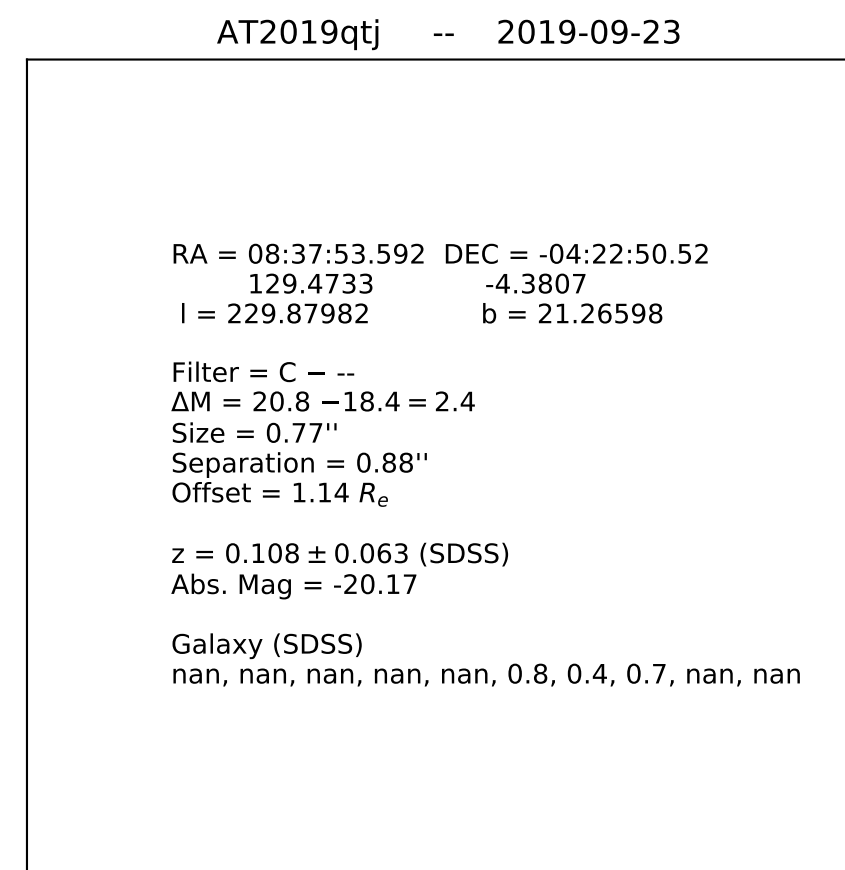 AT2019qtj -- 2019-09-23
RA = 08:37:53.592 DEC = -04:22:50.52
129.4733 -4.3807
l = 229.87982 b = 21.26598
Filter = C − --
ΔM = 20.8 −18.4 = 2.4
Size = 0.77''
Separation = 0.88''
Offset = 1.14 Rₑ
z = 0.108 ± 0.063 (SDSS)
Abs. Mag = -20.17
Galaxy (SDSS)
nan, nan, nan, nan, nan, 0.8, 0.4, 0.7, nan, nan